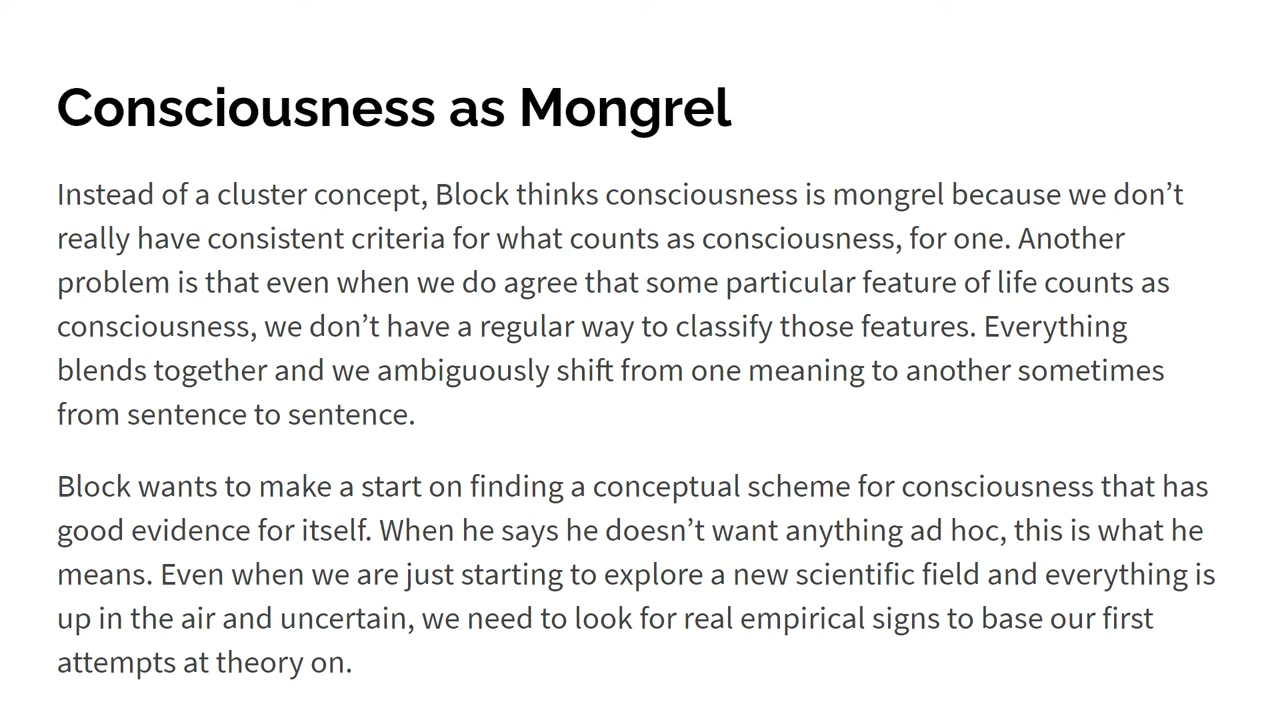 Consciousness as Mongrel
Instead of a cluster concept, Block thinks consciousness is mongrel because we don’t
really have consistent criteria for what counts as consciousness, for one. Another
problem is that even when we do agree that some particular feature of life counts as
consciousness, we don’t have a regular way to classify those features. Everything
blends together and we ambiguously shift from one meaning to another sometimes
from sentence to sentence.
Block wants to make a start on finding a conceptual scheme for consciousness that has
good evidence for itself. When he says he doesn’t want anything ad hoc, this is what he
means. Even when we are just starting to explore a new scientific field and everything is
up in the air and uncertain, we need to look for real empirical signs to base our first
attempts at theory on.